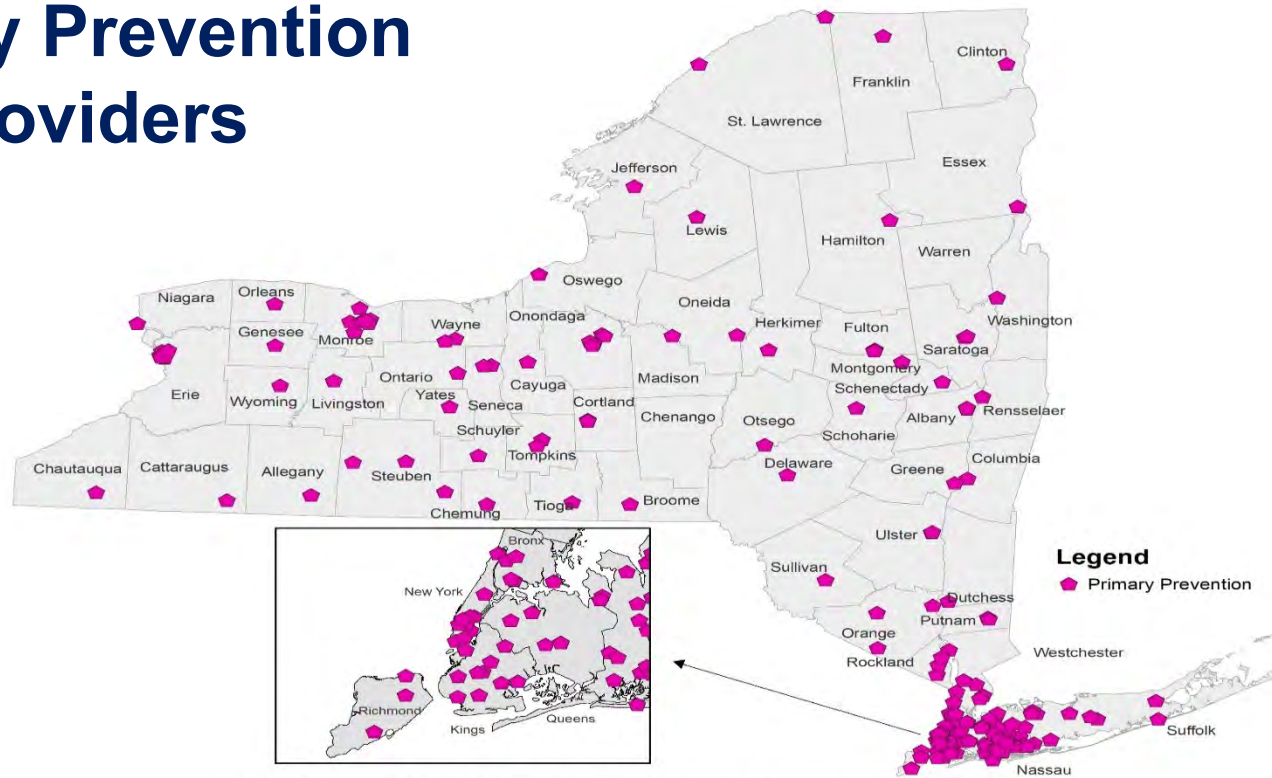 y Prevention
oviders
Clinton
Franklin
St. Lawrence
Essex
Jefferson
Lewis
Hamilton
Warren
Oswego
Niagara
Orleans
Oneida
Onondaga
Wayne
Herkimer
Fulton
Washington
Genesee
Monroe
Saratoga
Montgomery
Ontario
Cayuga
Madison
Schenectady
Erie
Wyoming
Livingston
Yates
Seneca
Cortland
Chenango
Otsego
Albany
Rensselaer
Schuyler
Schoharie
Tompkins
Columbia
Chautauqua
Cattaraugus
Allegany
Steuben
Delaware
Greene
Chemung
Tioga
Broome
Ulster
Bronx
Legend
Sullivan
Primary Prevention
New York
Dutchess
Putnam
Orange
Rockland
Westchester
Richmond
Kings
Queens
Suffolk
Nassau